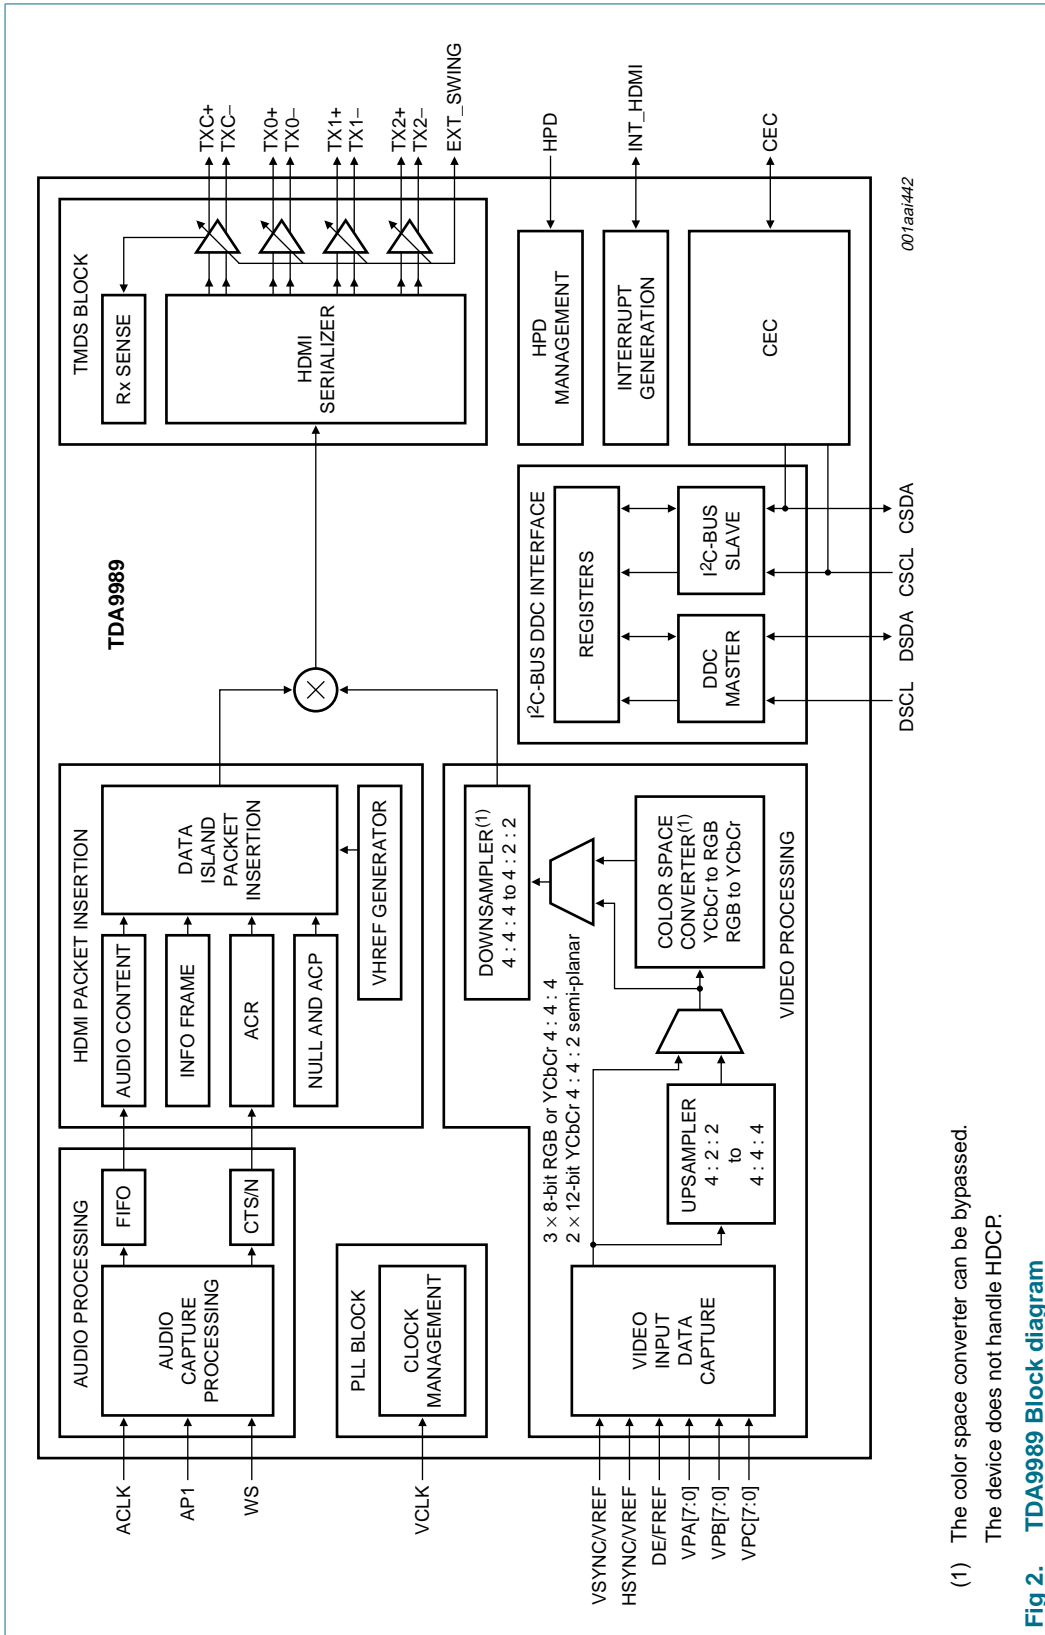 TDA9989
AUDIO PROCESSING
AUDIO
CAPTURE
PROCESSING
FIFO
CTS/N
ACLK
AP1
WS
HDMI PACKET INSERTION
AUDIO CONTENT
INFO FRAME
ACR
NULL AND ACP
DATA
ISLAND
PACKET
INSERTION
VHREF GENERATOR
TMDS BLOCK
Rx SENSE
HDMI
SERIALIZER
TXC+
TXC−
TX0+
TX0−
TX1+
TX1−
TX2+
TX2−
EXT_SWING
PLL BLOCK
CLOCK
MANAGEMENT
VCLK
VSYNC/VREF
HSYNC/VREF
DE/FREF
VPA[7:0]
VPB[7:0]
VPC[7:0]
VIDEO
INPUT
DATA
CAPTURE
3 × 8-bit RGB or YCbCr 4 : 4 : 4
2 × 12-bit YCbCr 4 : 4 : 2 semi-planar
UPSAMPLER
4 : 2 : 2
to
4 : 4 : 4
DOWNSAMPLER(1)
4 : 4 : 4 to 4 : 2 : 2
COLOR SPACE
CONVERTER(1)
YCbCr to RGB
RGB to YCbCr
VIDEO PROCESSING
I2C-BUS DDC INTERFACE
REGISTERS
DDC
MASTER
I2C-BUS
SLAVE
DSCL
DSDA
CSCL
CSDA
HPD
MANAGEMENT
HPD
INTERRUPT
GENERATION
INT_HDMI
CEC
CEC
001aai442
(1) The color space converter can be bypassed.
The device does not handle HDCP.
Fig 2. TDA9989 Block diagram